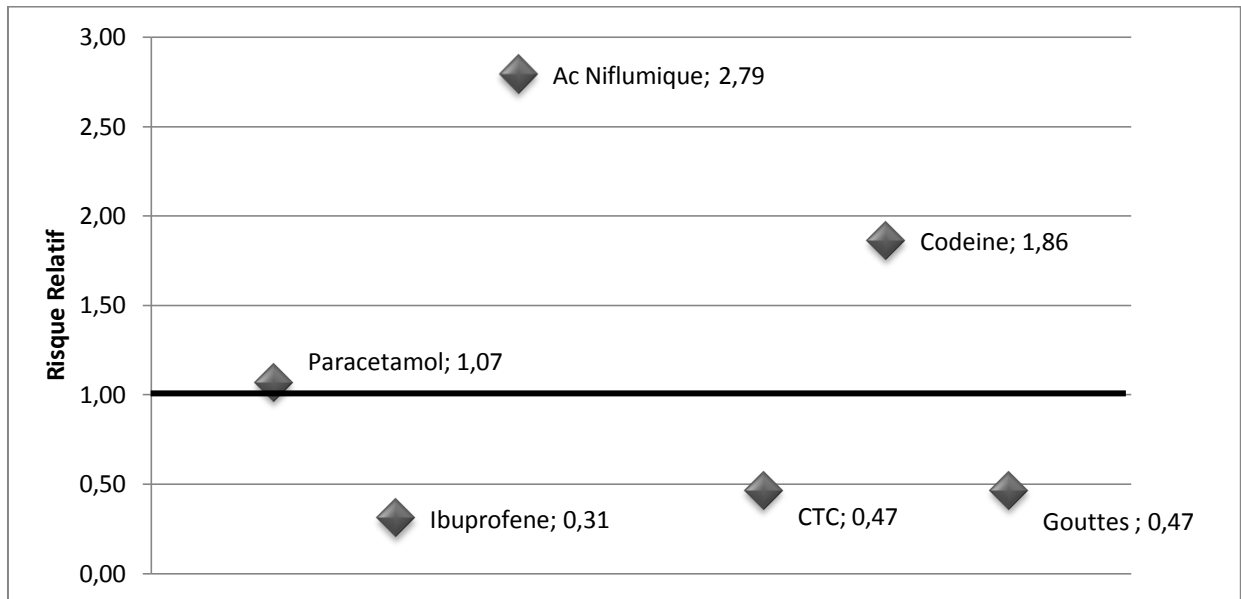 3,00
Ac Niflumique; 2,79
2,50
2,00
Codeine; 1,86
Risque Relatif
1,50
Paracetamol; 1,07
1,00
0,50
Ibuprofene; 0,31
CTC; 0,47
Gouttes ; 0,47
0,00